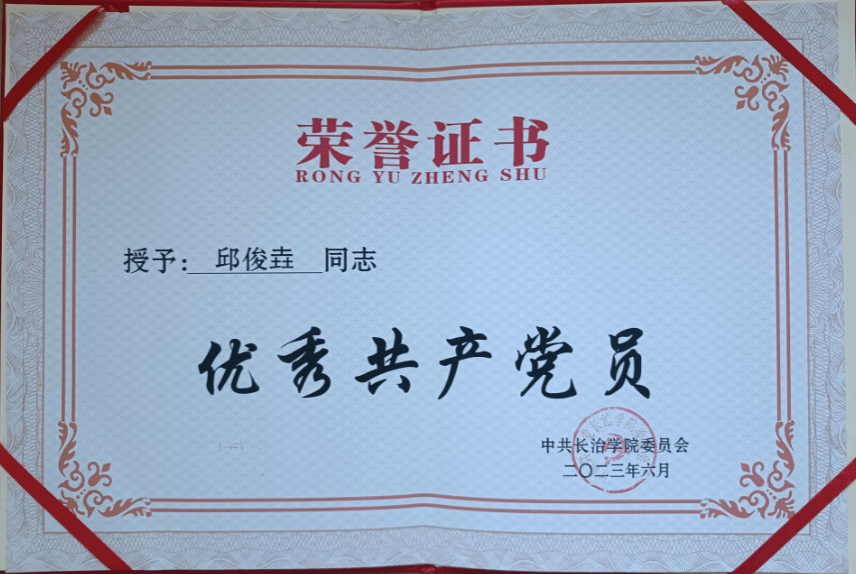 荣誉证书
RONG YU ZHENG SHU
授予：邱俊垚同志
优秀共产党员
中共长治学院委员会
二〇二三年六月